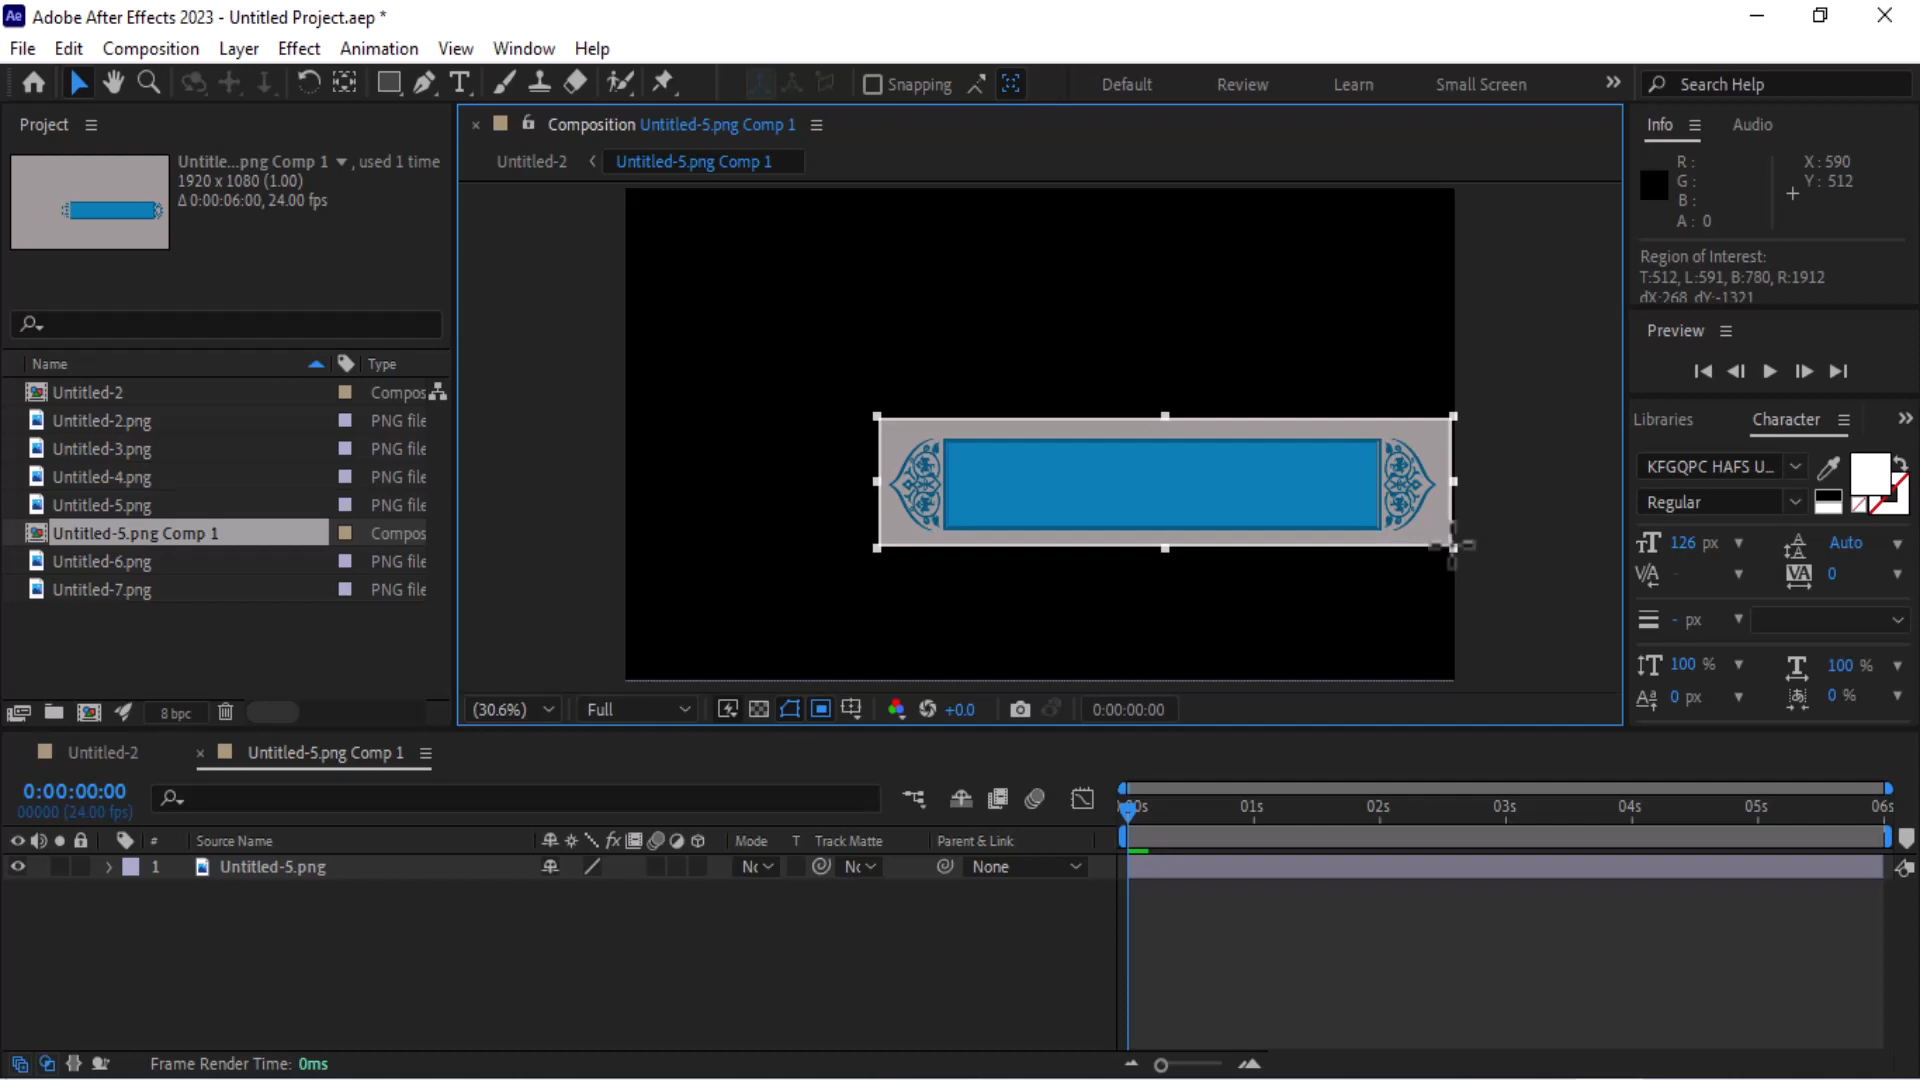 Adobe After Effects 2023 - Untitled Project.aep *
File Edit Composition Layer Effect Animation View Window Help
Snapping Default Review Learn Small Screen Search Help
Project
Untitle...png Comp 1 , used 1 time
1920 x 1080 (1.00)
Δ 0:00:06:00, 24.00 fps
Name Type
Untitled-2 Compos
Untitled-2.png PNG file
Untitled-3.png PNG file
Untitled-4.png PNG file
Untitled-5.png PNG file
Untitled-5.png Comp 1 Compos
Untitled-6.png PNG file
Untitled-7.png PNG file
8 bpc
Composition Untitled-5.png Comp 1
Untitled-2 Untitled-5.png Comp 1
(30.6%) Full +0.0 0:00:00:00
Info Audio
R :
G :
B :
A : 0
X : 590
Y : 512
Region of Interest:
T:512, L:591, B:780, R:1912
dX:268 dY:-1321
Preview
Libraries Character
KFGQPC HAFS U...
Regular
126 px Auto
- 0
- px
100 % 100 %
0 px 0 %
Untitled-2 Untitled-5.png Comp 1
0:00:00:00
00000 (24.00 fps)
# Source Name Mode T Track Matte Parent & Link
1 Untitled-5.png None
00s 01s 02s 03s 04s 05s 06s
Frame Render Time: 0ms